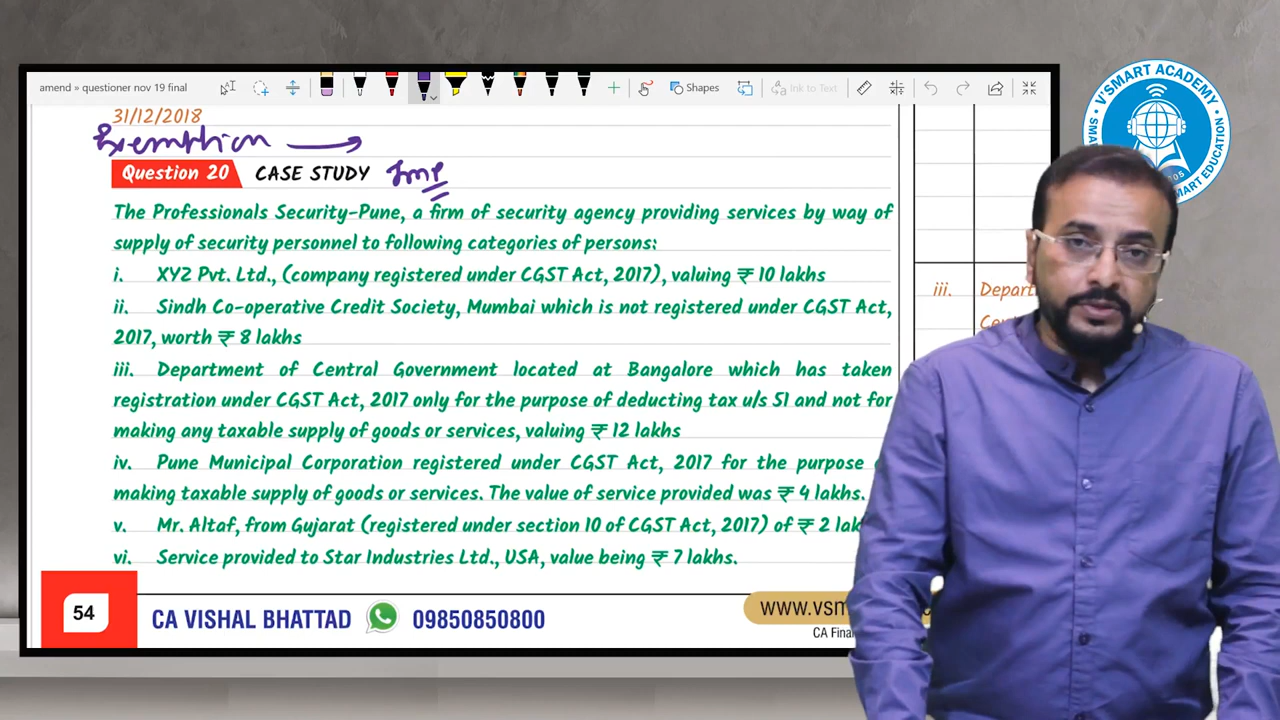 amend » questioner nov 19 final
Shapes
Ink to Text
31/12/2018
Exemption
Question 20 CASE STUDY Imp
The Professionals Security-Pune, a firm of security agency providing services by way of
supply of security personnel to following categories of persons:
i. XYZ Pvt. Ltd., (company registered under CGST Act, 2017), valuing ₹ 10 lakhs
ii. Sindh Co-operative Credit Society, Mumbai which is not registered under CGST Act,
2017, worth ₹ 8 lakhs
iii. Department of Central Government located at Bangalore which has taken
registration under CGST Act, 2017 only for the purpose of deducting tax u/s 51 and not for
making any taxable supply of goods or services, valuing ₹ 12 lakhs
iv. Pune Municipal Corporation registered under CGST Act, 2017 for the purpose
making taxable supply of goods or services. The value of service provided was ₹ 4 lakhs.
v. Mr. Altaf, from Gujarat (registered under section 10 of CGST Act, 2017) of ₹ 2 lak
vi. Service provided to Star Industries Ltd., USA, value being ₹ 7 lakhs.
54
CA VISHAL BHATTAD 09850850800
www.vsm
CA Final
iii. Depart
V'SMART ACADEMY